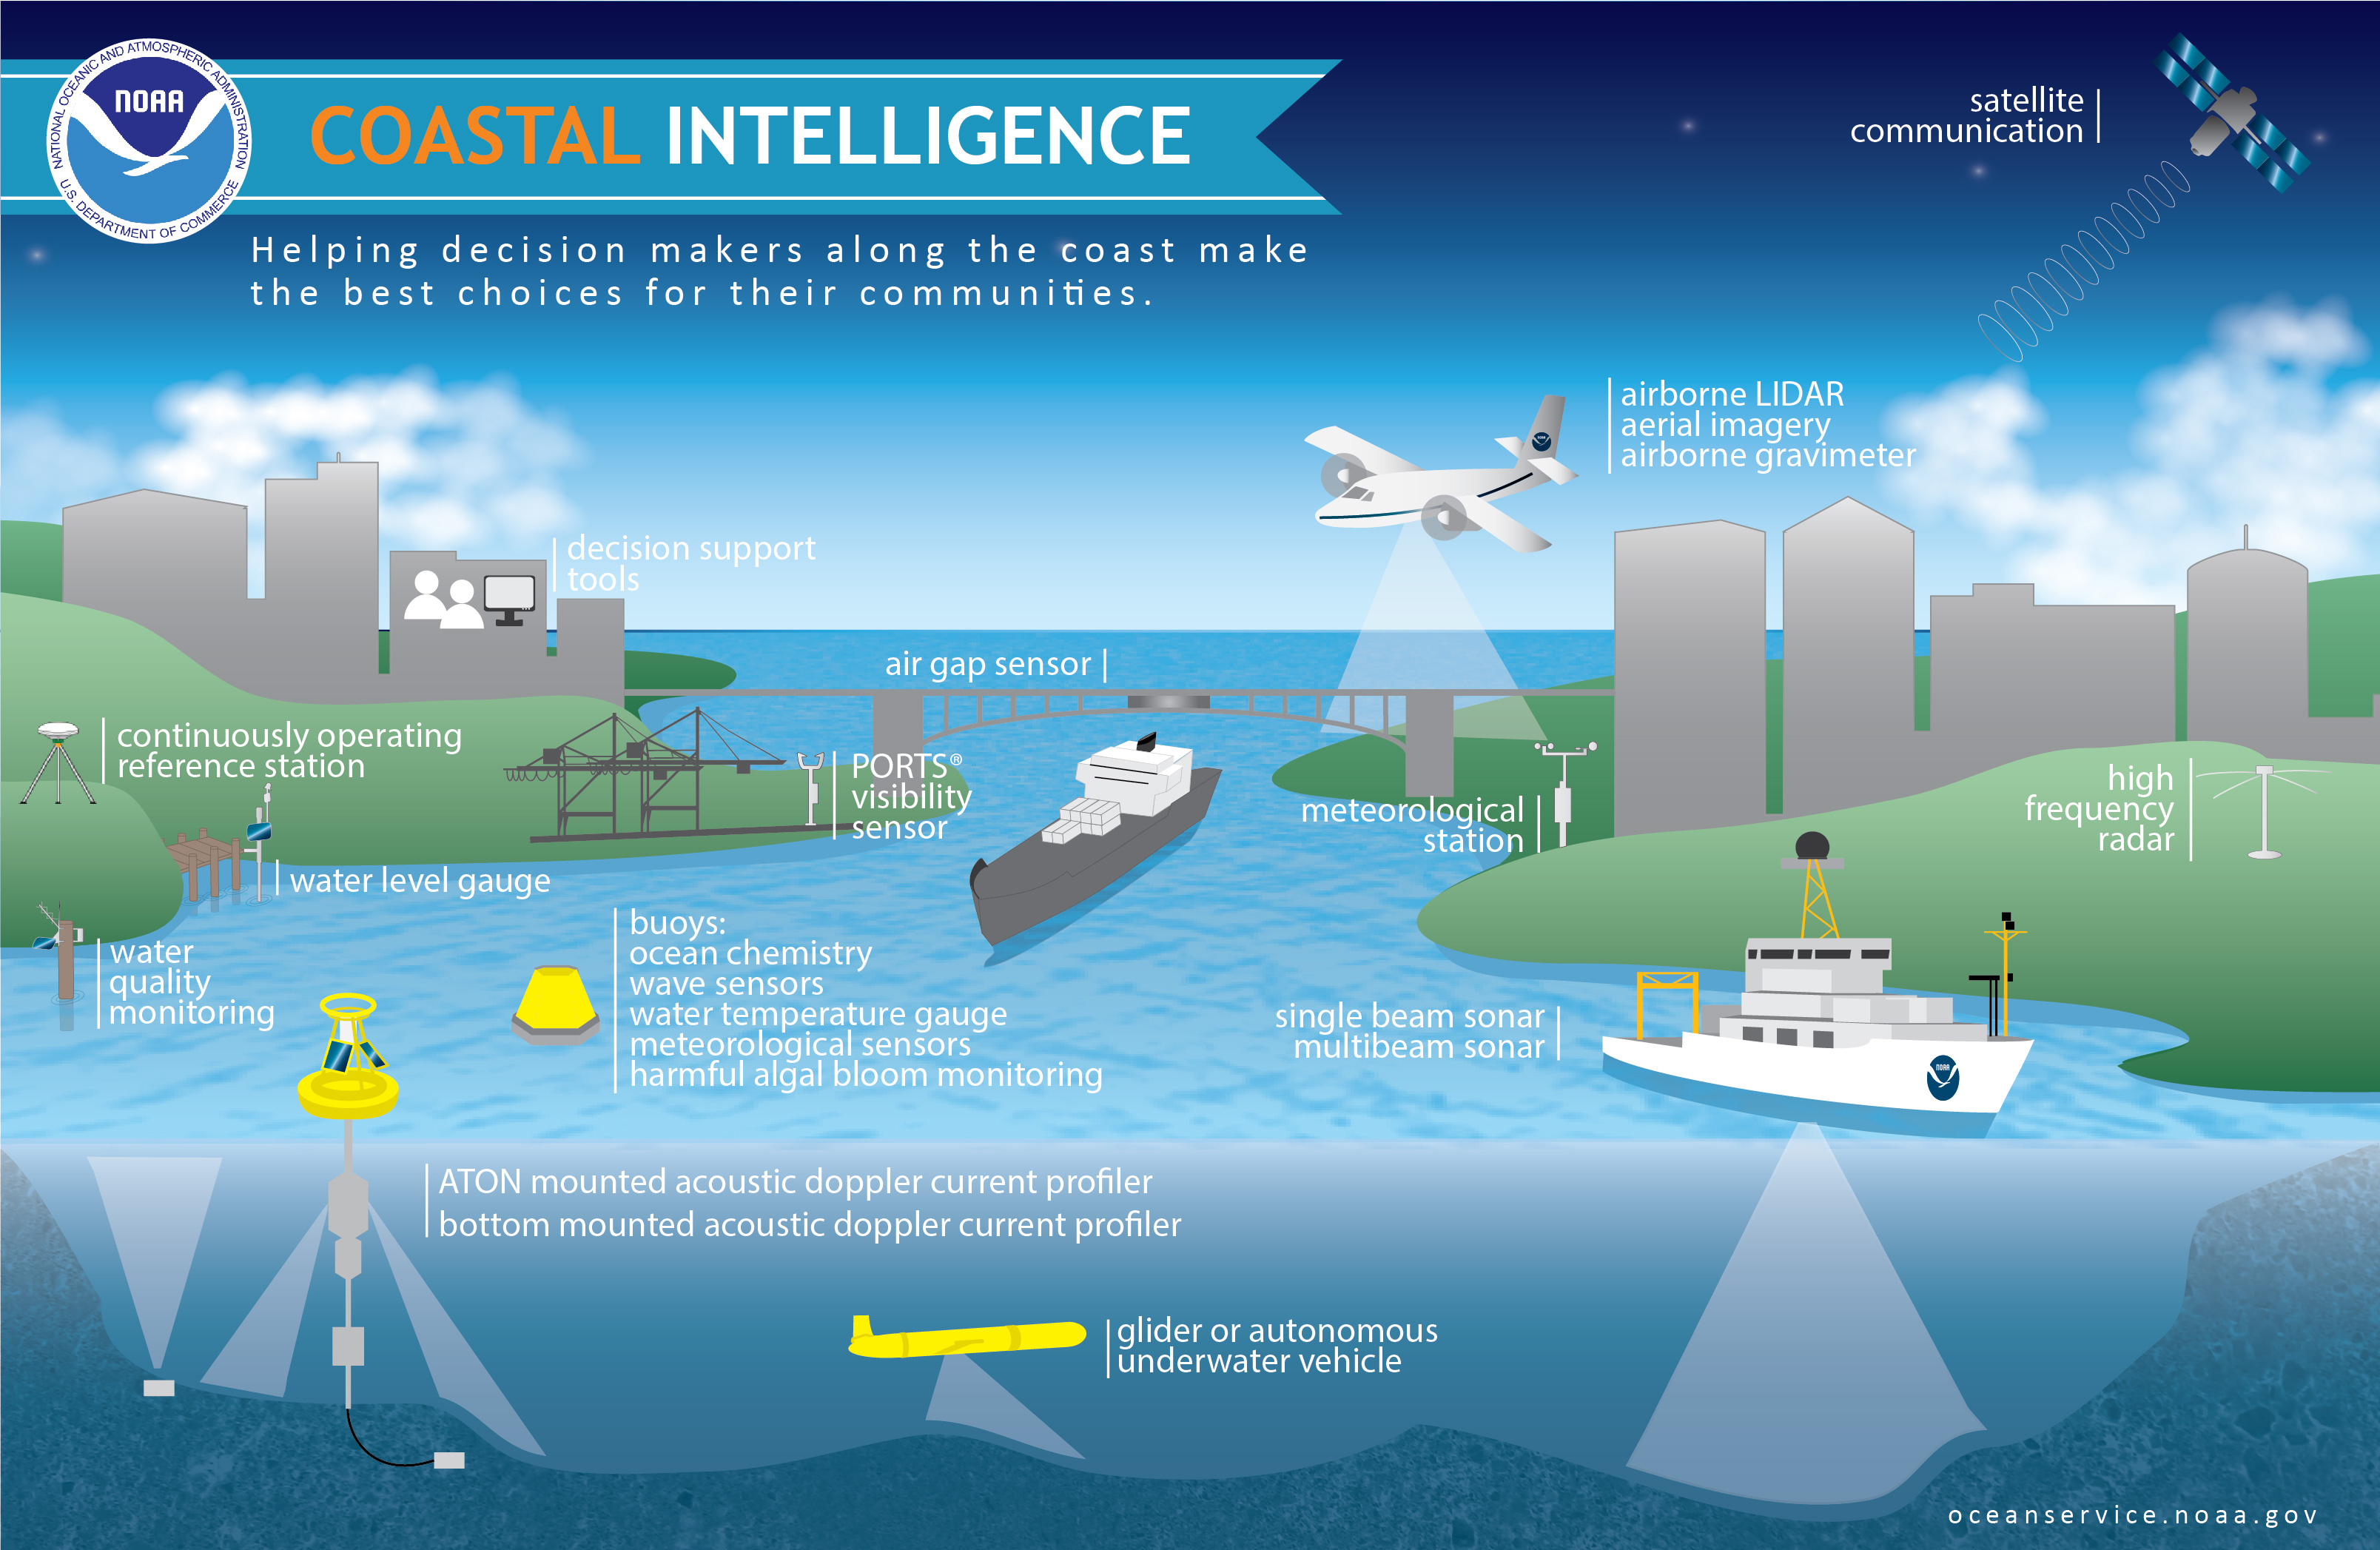 NATIONAL OCEANIC AND ATMOSPHERIC ADMINISTRATION
U.S. DEPARTMENT OF COMMERCE
NOAA
COASTAL INTELLIGENCE
Helping decision makers along the coast make
the best choices for their communities.
satellite
communication
airborne LIDAR
aerial imagery
airborne gravimeter
decision support
tools
air gap sensor
continuously operating
reference station
PORTS®
visibility
sensor
meteorological
station
high
frequency
radar
water level gauge
water
quality
monitoring
buoys:
ocean chemistry
wave sensors
water temperature gauge
meteorological sensors
harmful algal bloom monitoring
single beam sonar
multibeam sonar
NOAA
ATON mounted acoustic doppler current profiler
bottom mounted acoustic doppler current profiler
glider or autonomous
underwater vehicle
oceanservice.noaa.gov